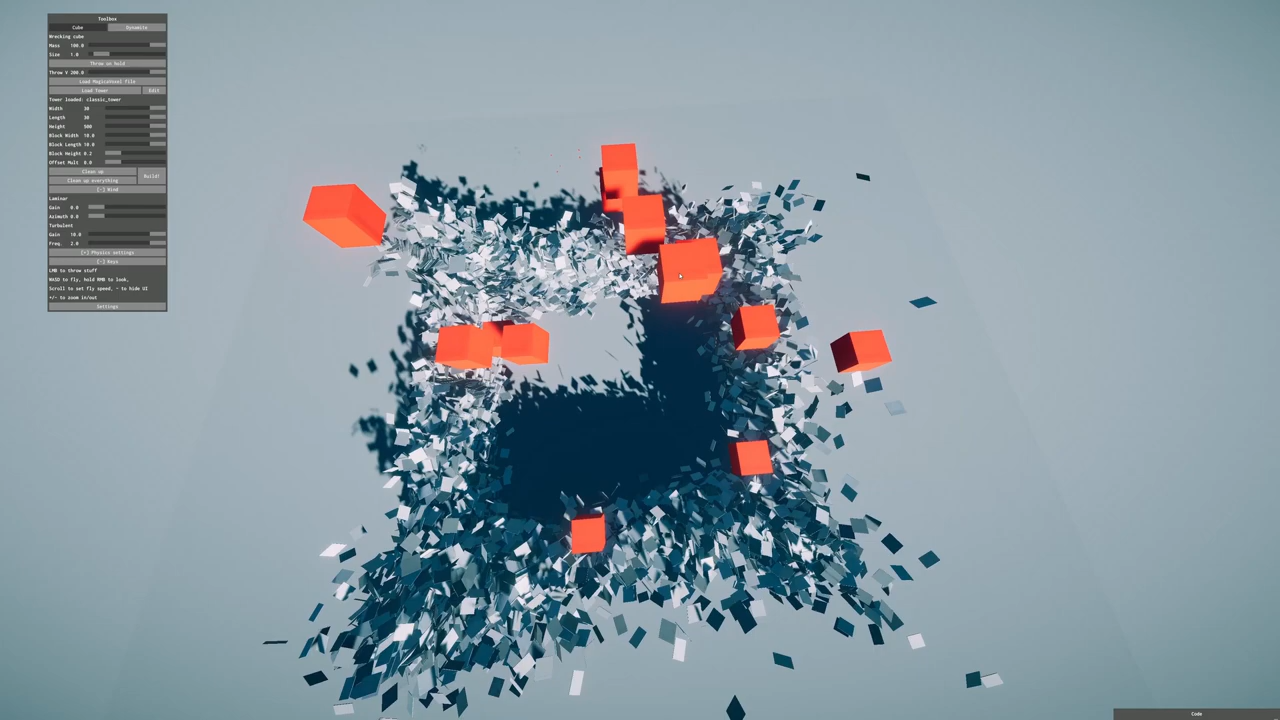 Toolbox
Cube Dynamite
Wrecking cube
Mass 100.0
Size 1.0
Throw on hold
Throw V 200.0
Load MagicaVoxel file
Load Tower Edit
Tower loaded: classic_tower
Width 30
Length 30
Height 500
Block Width 10.0
Block Length 10.0
Block Height 0.2
Offset Mult 0.0
Clean up
Clean up everything
Build!
[-] Wind
Laminar
Gain 0.0
Azimuth 0.0
Turbulent
Gain 10.0
Freq. 2.0
[+] Physics settings
[-] Keys
LMB to throw stuff
WASD to fly, hold RMB to look,
Scroll to set fly speed, ~ to hide UI
+/- to zoom in/out
Settings
Code